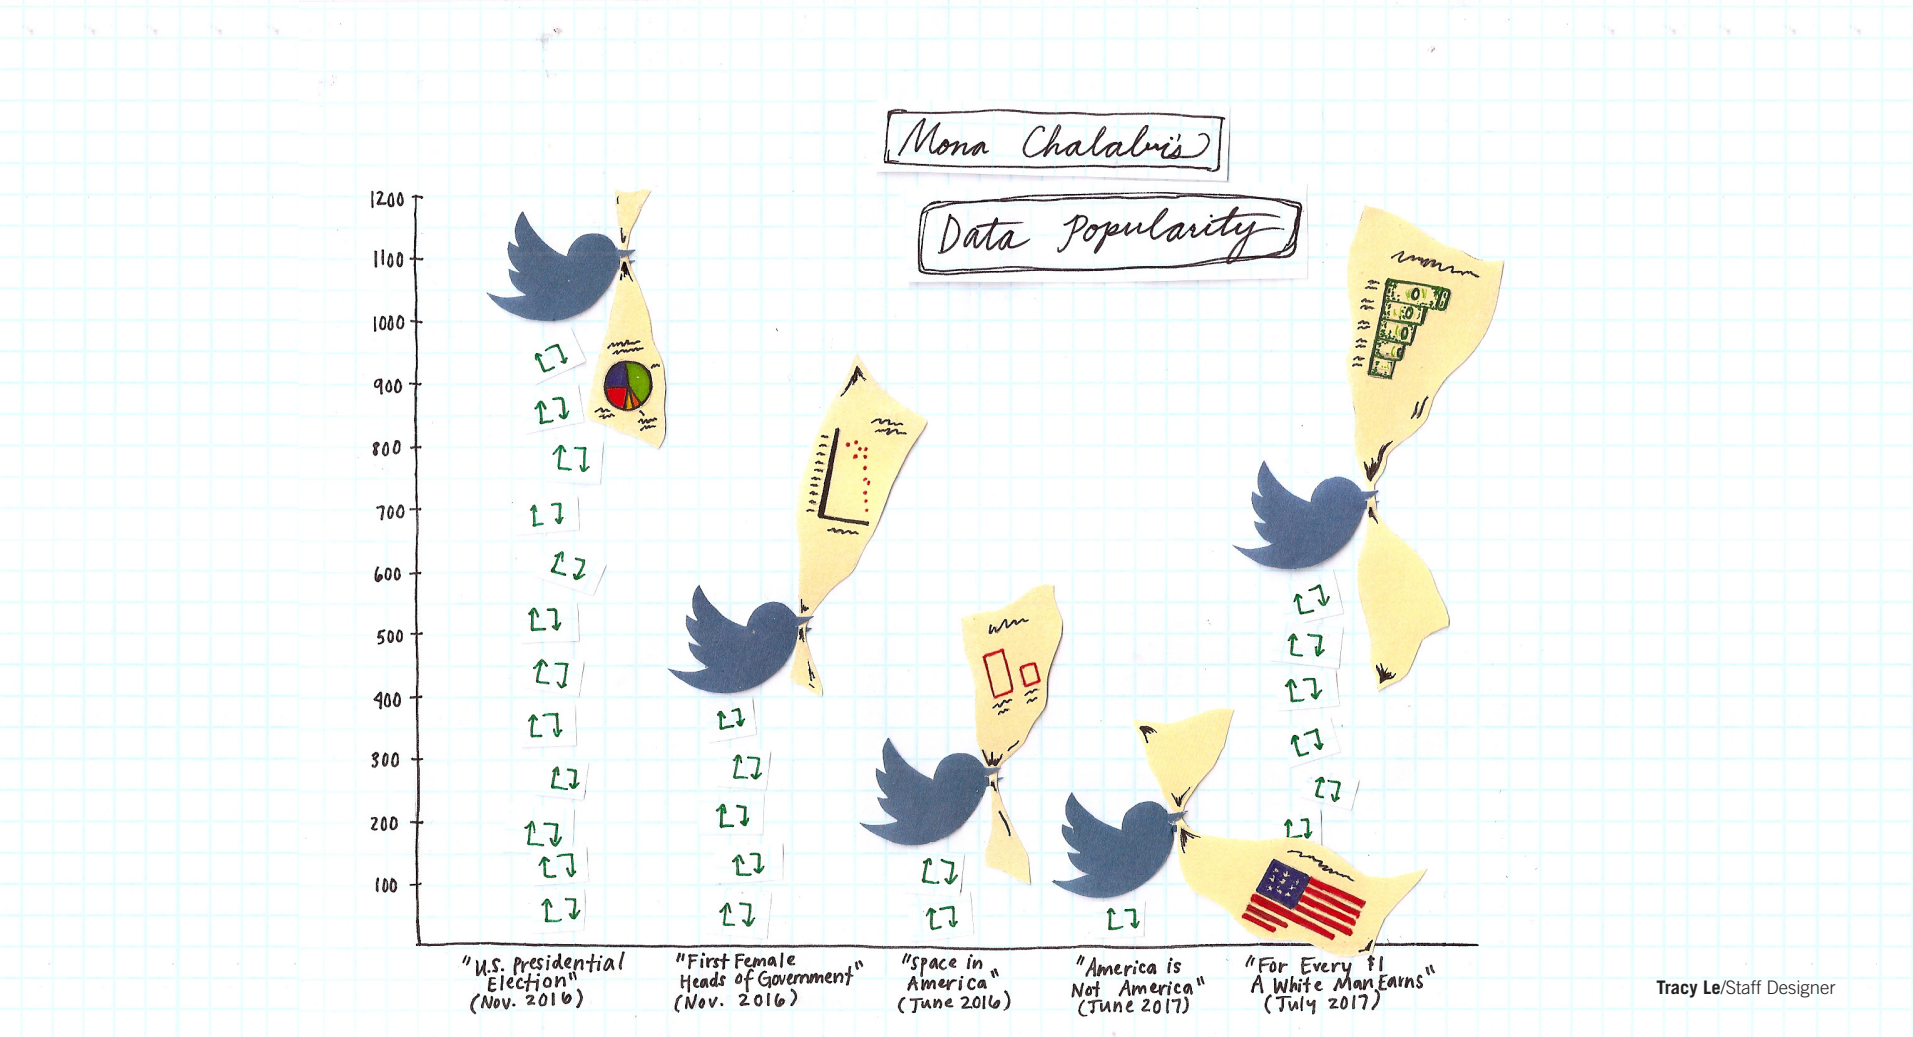 Mona Chalabi's
Data Popularity
1200
1100
1000
900
800
700
600
500
400
300
200
100
"U.S. Presidential
Election"
(Nov. 2016)
"First Female
Heads of Government"
(Nov. 2016)
"Space in
America"
(June 2016)
"America is
Not America"
(June 2017)
"For Every $1
A White Man Earns"
(July 2017)
Tracy Le/Staff Designer